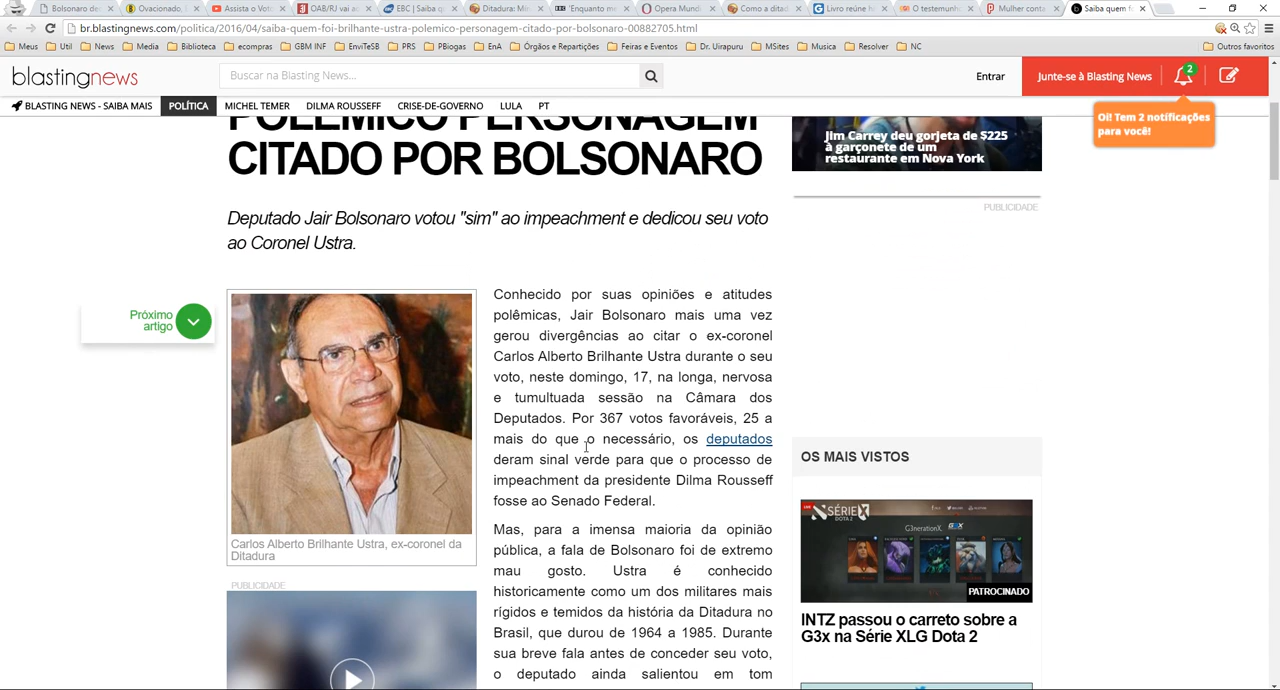 Bolsonaro de
Ovacionado,
Assista o Voto
OAB/RJ vai ao
EBC | Saiba q
Ditadura: Min
Enquanto m
Opera Mundi
Como a ditad
Livro reúne h
O testemunh
Mulher conta
Saiba quem f
br.blastingnews.com/politica/2016/04/saiba-quem-foi-brilhante-ustra-polemico-personagem-citado-por-bolsonaro-00882705.html
Meus
Util
News
Media
Biblioteca
ecompras
GBM INF
EnviTeSB
PRS
PBiogas
EnA
Órgãos e Repartições
Feiras e Eventos
Dr. Uirapuru
MSites
Musica
Resolver
NC
Outros favoritos
blastingnews
Buscar na Blasting News...
Entrar
Junte-se à Blasting News
2
BLASTING NEWS - SAIBA MAIS
POLÍTICA
MICHEL TEMER
DILMA ROUSSEFF
CRISE-DE-GOVERNO
LULA
PT
Oi! Tem 2 notificações
para você!
POLÊMICO PERSONAGEM
CITADO POR BOLSONARO
Deputado Jair Bolsonaro votou "sim" ao impeachment e dedicou seu voto
ao Coronel Ustra.
Próximo
artigo
Carlos Alberto Brilhante Ustra, ex-coronel da
Ditadura
PUBLICIDADE
Conhecido por suas opiniões e atitudes
polêmicas, Jair Bolsonaro mais uma vez
gerou divergências ao citar o ex-coronel
Carlos Alberto Brilhante Ustra durante o seu
voto, neste domingo, 17, na longa, nervosa
e tumultuada sessão na Câmara dos
Deputados. Por 367 votos favoráveis, 25 a
mais do que o necessário, os deputados
deram sinal verde para que o processo de
impeachment da presidente Dilma Rousseff
fosse ao Senado Federal.
Mas, para a imensa maioria da opinião
pública, a fala de Bolsonaro foi de extremo
mau gosto. Ustra é conhecido
historicamente como um dos militares mais
rígidos e temidos da história da Ditadura no
Brasil, que durou de 1964 a 1985. Durante
sua breve fala antes de conceder seu voto,
o deputado ainda salientou em tom
Jim Carrey deu gorjeta de $225
à garçonete de um
restaurante em Nova York
PUBLICIDADE
OS MAIS VISTOS
SÉRIEX
DOTA 2
G3nerationX
G3X
PATROCINADO
INTZ passou o carreto sobre a
G3x na Série XLG Dota 2